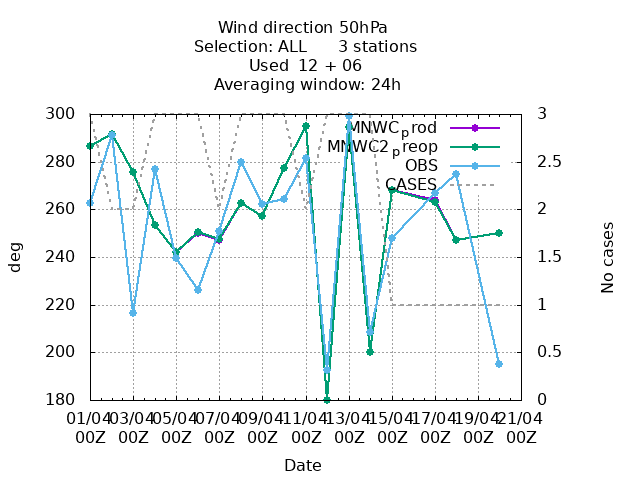 Wind direction 50hPa
Selection: ALL      3 stations
Used  12 + 06
Averaging window: 24h
300
280
260
240
220
200
180
deg
3
2.5
2
1.5
1
0.5
0
No cases
MNWC_prod
MNWC2_preop
OBS
CASES
01/04 03/04 05/04 07/04 09/04 11/04 13/04 15/04 17/04 19/04 21/04
00Z 00Z 00Z 00Z 00Z 00Z 00Z 00Z 00Z 00Z 00Z
Date